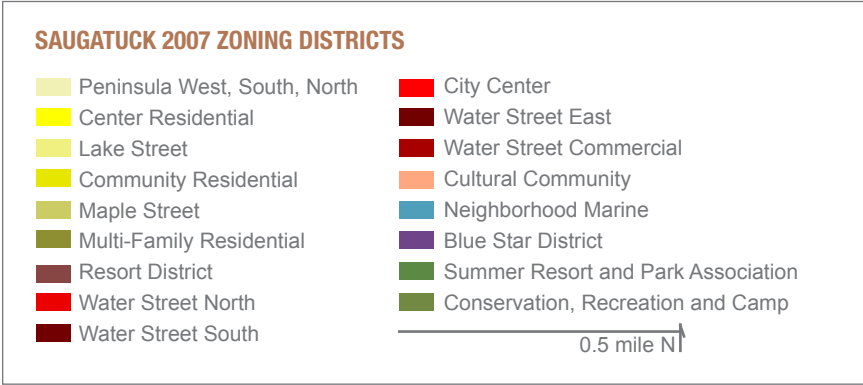 SAUGATUCK 2007 ZONING DISTRICTS
Peninsula West, South, North
Center Residential
Lake Street
Community Residential
Maple Street
Multi-Family Residential
Resort District
Water Street North
Water Street South
City Center
Water Street East
Water Street Commercial
Cultural Community
Neighborhood Marine
Blue Star District
Summer Resort and Park Association
Conservation, Recreation and Camp
0.5 mile N